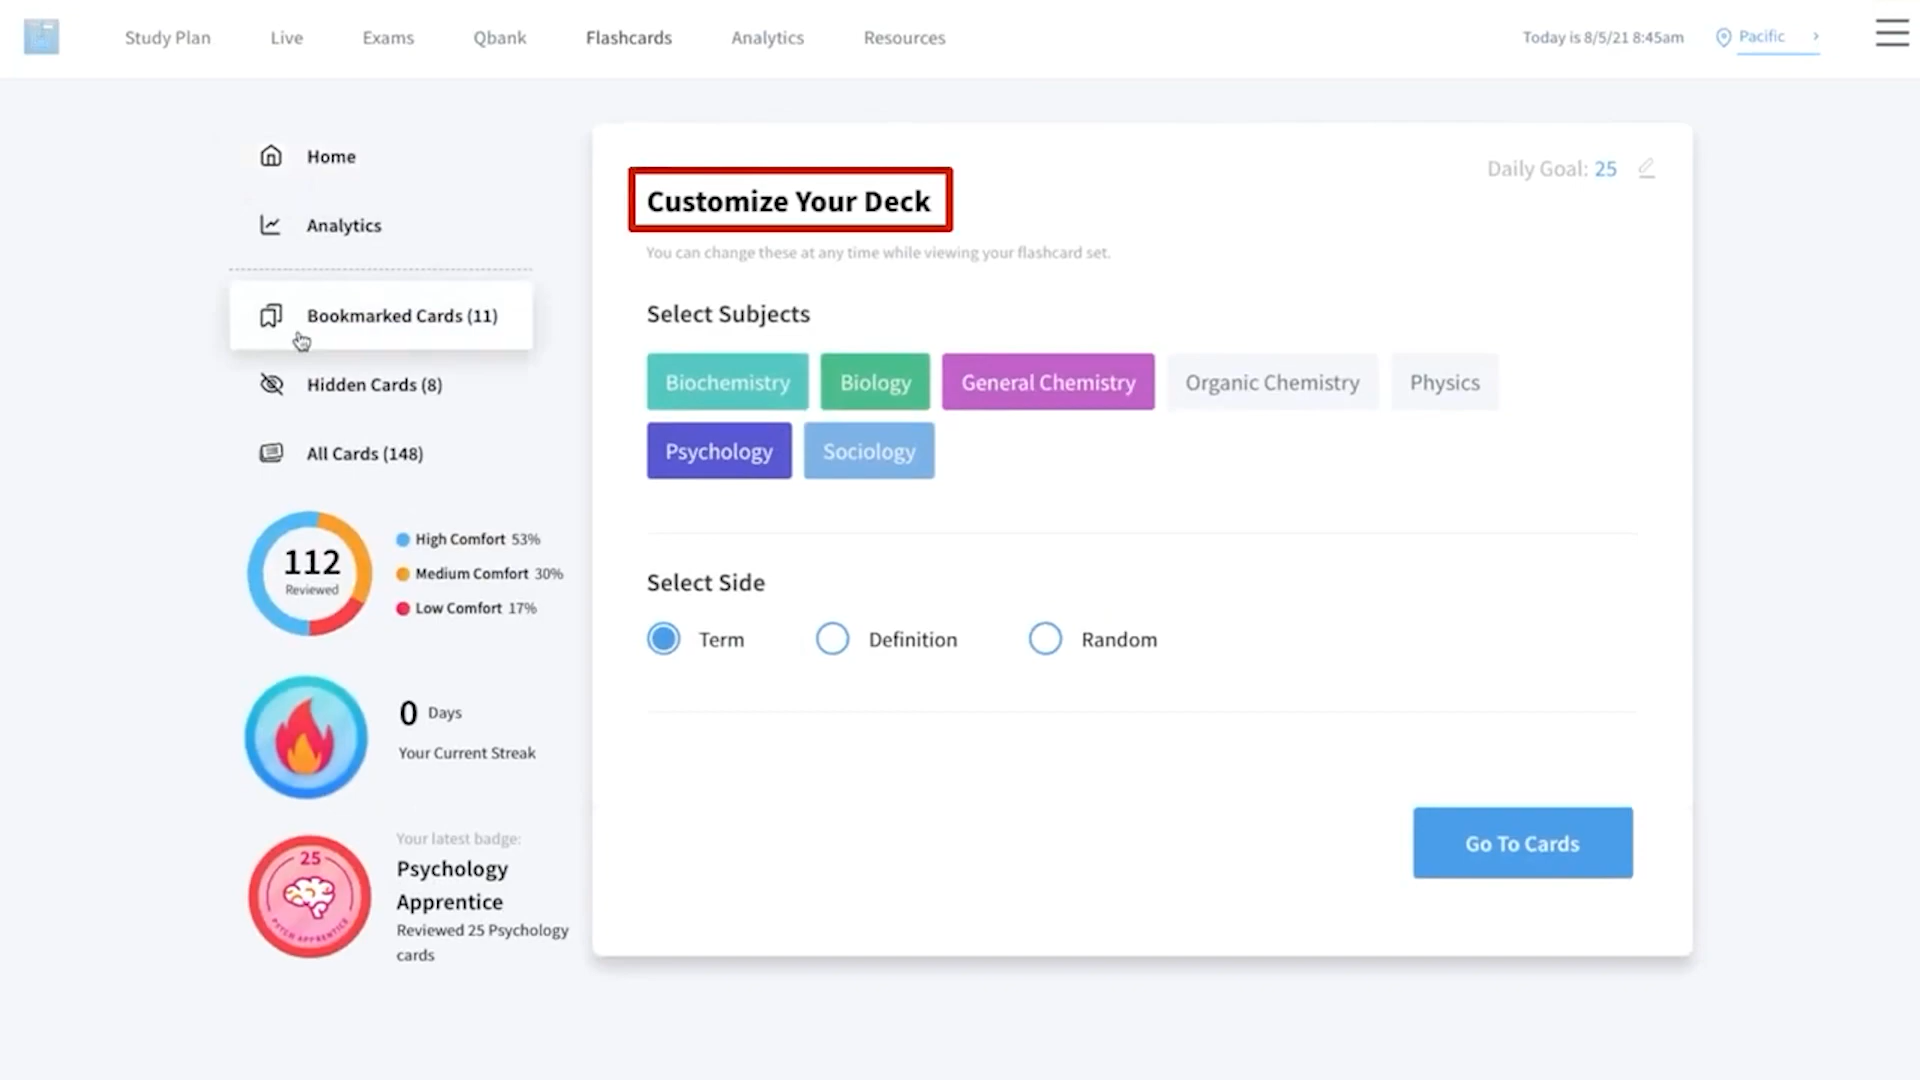 Study Plan
Live
Exams
Qbank
Flashcards
Analytics
Resources
Today is 8/5/21 8:45am
Pacific
Home
Analytics
Bookmarked Cards (11)
Hidden Cards (8)
All Cards (148)
112
Reviewed
High Comfort 53%
Medium Comfort 30%
Low Comfort 17%
0 Days
Your Current Streak
25
PSYCH APPRENTICE
Your latest badge:
Psychology
Apprentice
Reviewed 25 Psychology
cards
Daily Goal: 25
Customize Your Deck
You can change these at any time while viewing your flashcard set.
Select Subjects
Biochemistry
Biology
General Chemistry
Organic Chemistry
Physics
Psychology
Sociology
Select Side
Term
Definition
Random
Go To Cards